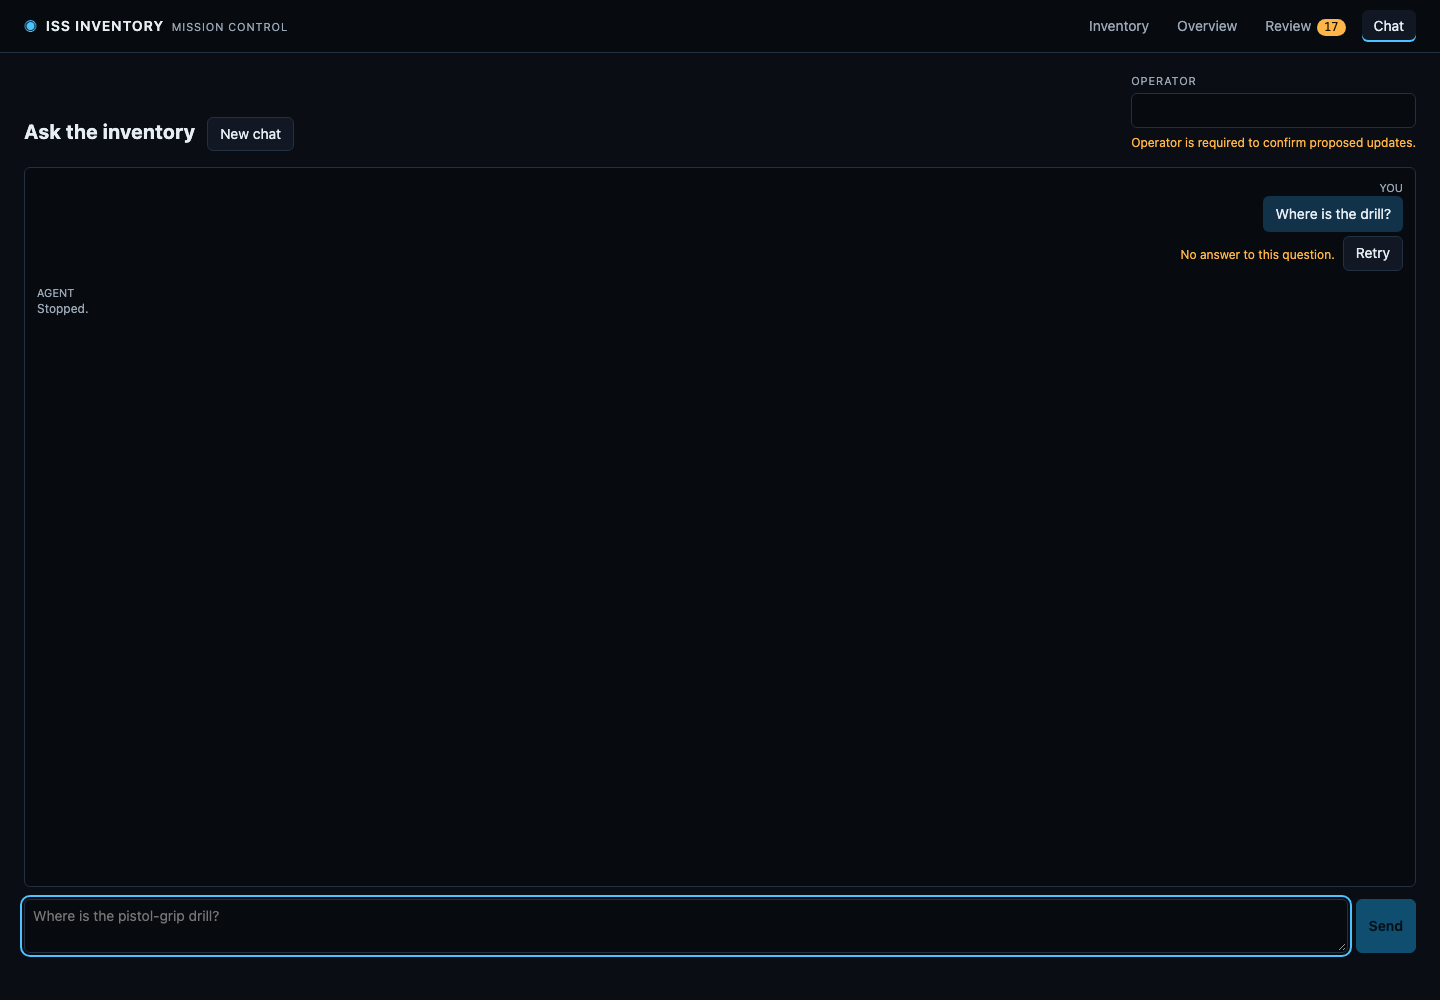 ISS INVENTORY MISSION CONTROL
Inventory Overview Review 17 Chat
OPERATOR
Ask the inventory New chat
Operator is required to confirm proposed updates.
YOU
Where is the drill?
No answer to this question. Retry
AGENT
Stopped.
Where is the pistol-grip drill?
Send